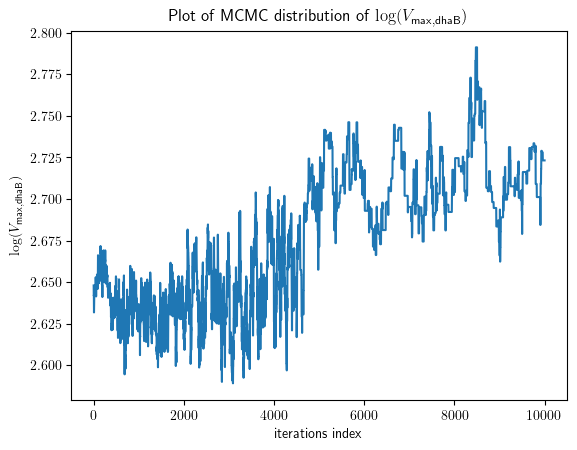 Plot of MCMC distribution of log(V_max,dhaB)
2.800
2.775
2.750
2.725
2.700
2.675
2.650
2.625
2.600
log(V_max,dhaB)
0 2000 4000 6000 8000 10000
iterations index